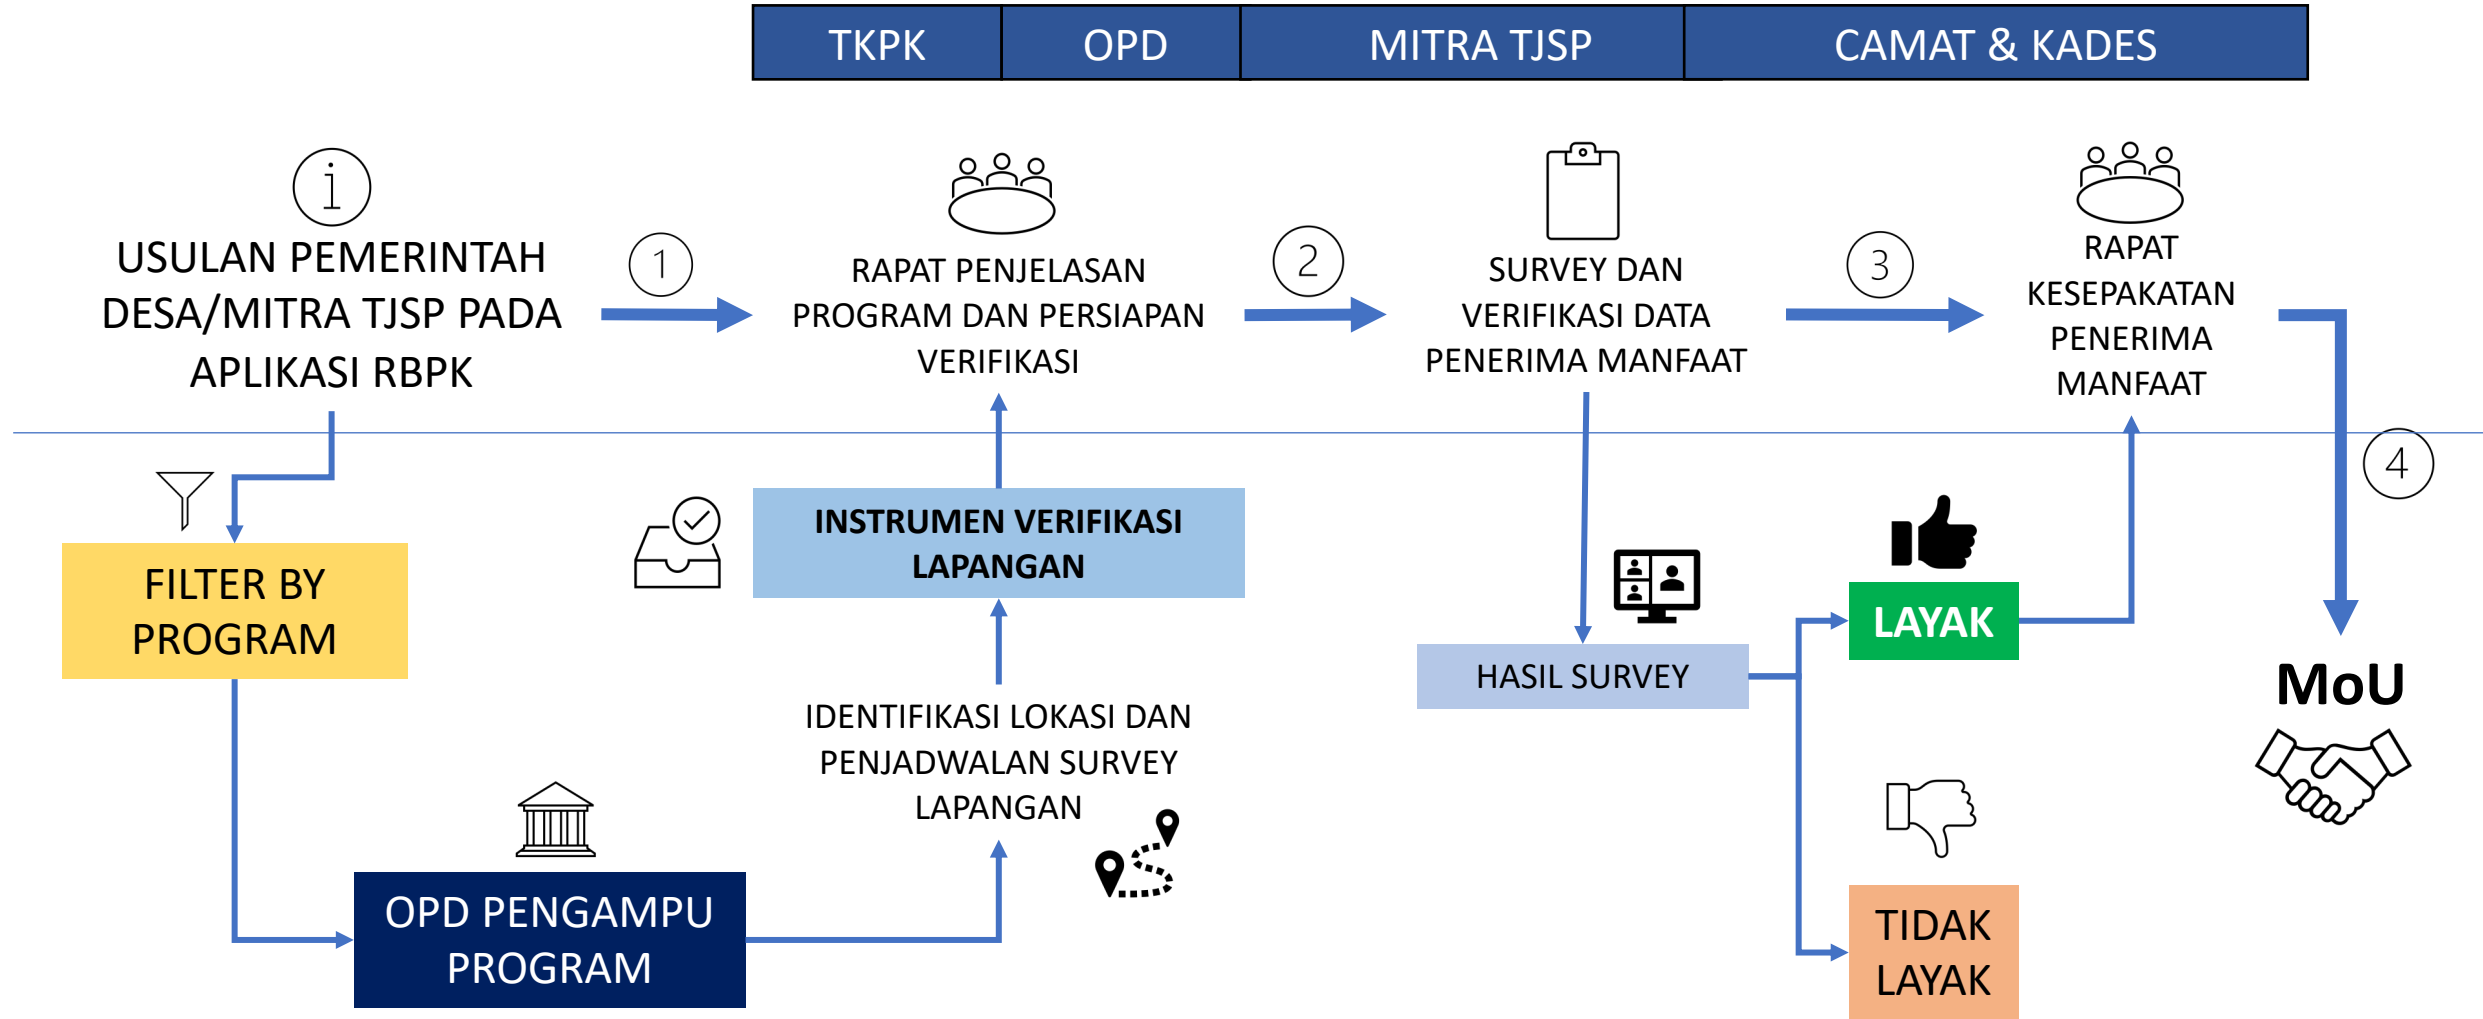 TKPK
OPD
MITRA TJSP
CAMAT & KADES
i
USULAN PEMERINTAH
DESA/MITRA TJSP PADA
APLIKASI RBPK
1
RAPAT PENJELASAN
PROGRAM DAN PERSIAPAN
VERIFIKASI
2
SURVEY DAN
VERIFIKASI DATA
PENERIMA MANFAAT
3
RAPAT
KESEPAKATAN
PENERIMA
MANFAAT
4
FILTER BY
PROGRAM
INSTRUMEN VERIFIKASI
LAPANGAN
LAYAK
HASIL SURVEY
MoU
IDENTIFIKASI LOKASI DAN
PENJADWALAN SURVEY
LAPANGAN
OPD PENGAMPU
PROGRAM
TIDAK
LAYAK